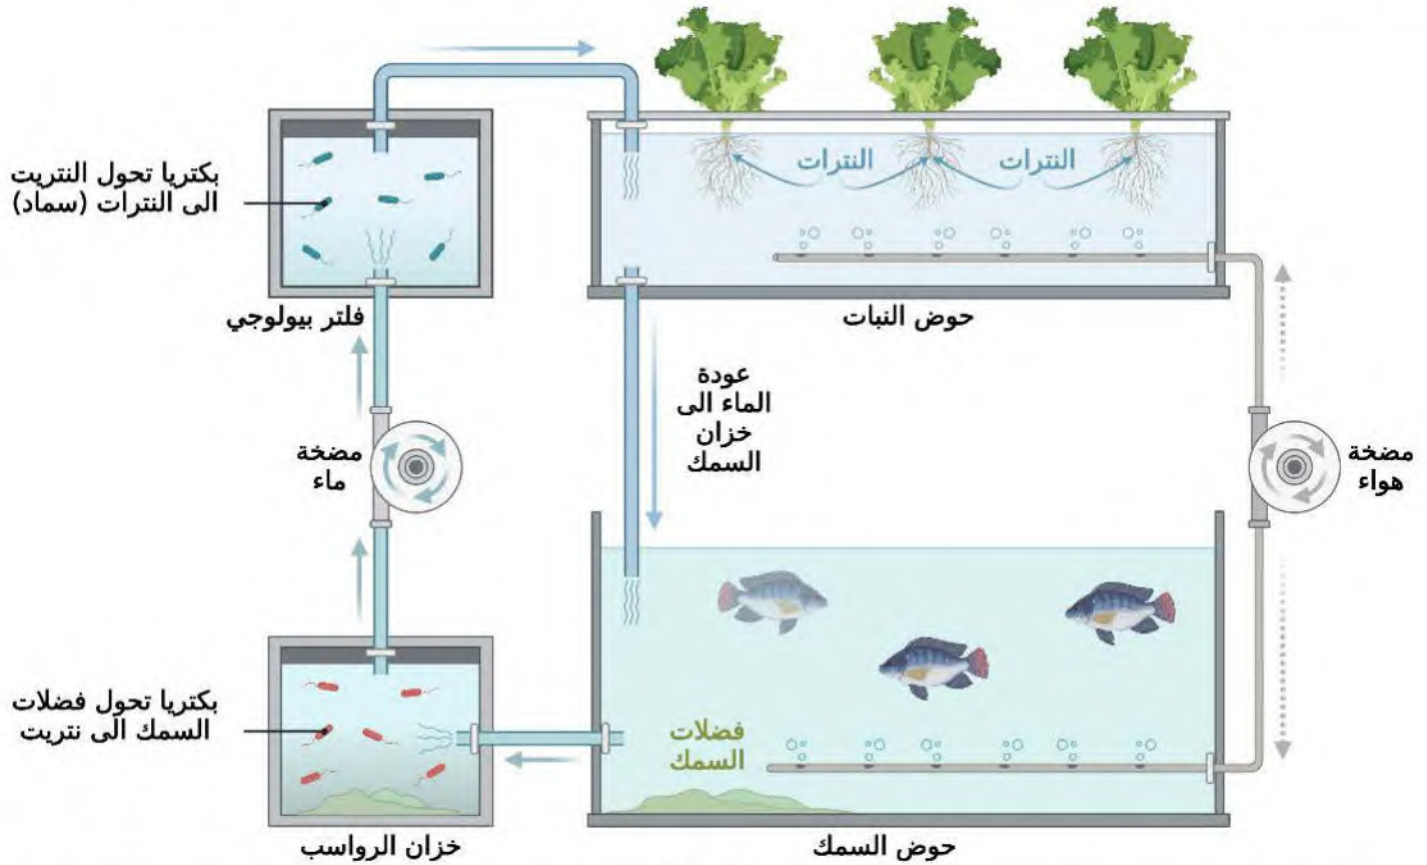 النترات
النترات
بكتريا تحول النتريت
الى النترات (سماد)
فلتر بيولوجي
حوض النبات
عودة
الماء الى
خزان
السمك
مضخة
ماء
مضخة
هواء
بكتريا تحول فضلات
السمك الى نتريت
فضلات
السمك
خزان الرواسب
حوض السمك